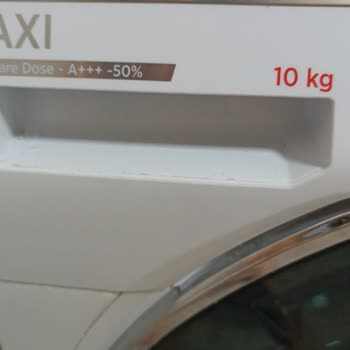 AXI
are Dose - A+++ -50%
10 kg